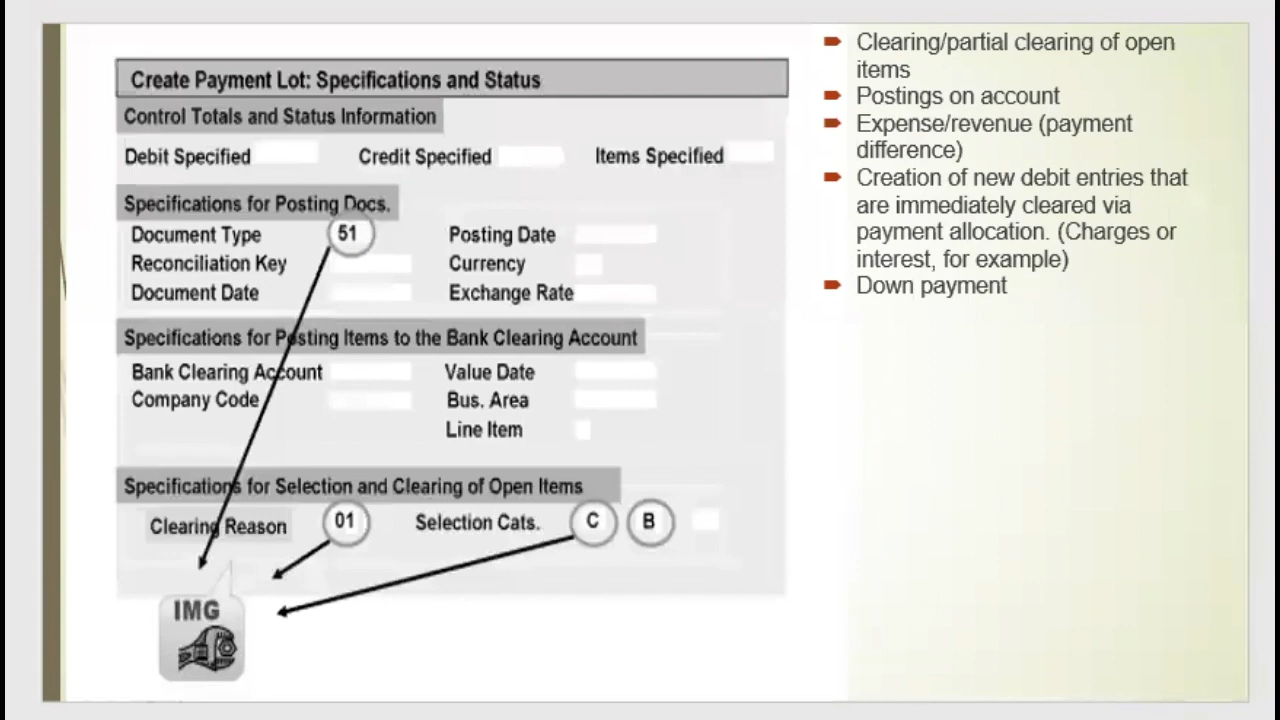 Create Payment Lot: Specifications and Status
Control Totals and Status Information
Debit Specified Credit Specified Items Specified
Specifications for Posting Docs.
Document Type 51 Posting Date
Reconciliation Key Currency
Document Date Exchange Rate
Specifications for Posting Items to the Bank Clearing Account
Bank Clearing Account Value Date
Company Code Bus. Area
Line Item
Specifications for Selection and Clearing of Open Items
Clearing Reason 01 Selection Cats. C B
IMG
Clearing/partial clearing of open
items
Postings on account
Expense/revenue (payment
difference)
Creation of new debit entries that
are immediately cleared via
payment allocation. (Charges or
interest, for example)
Down payment